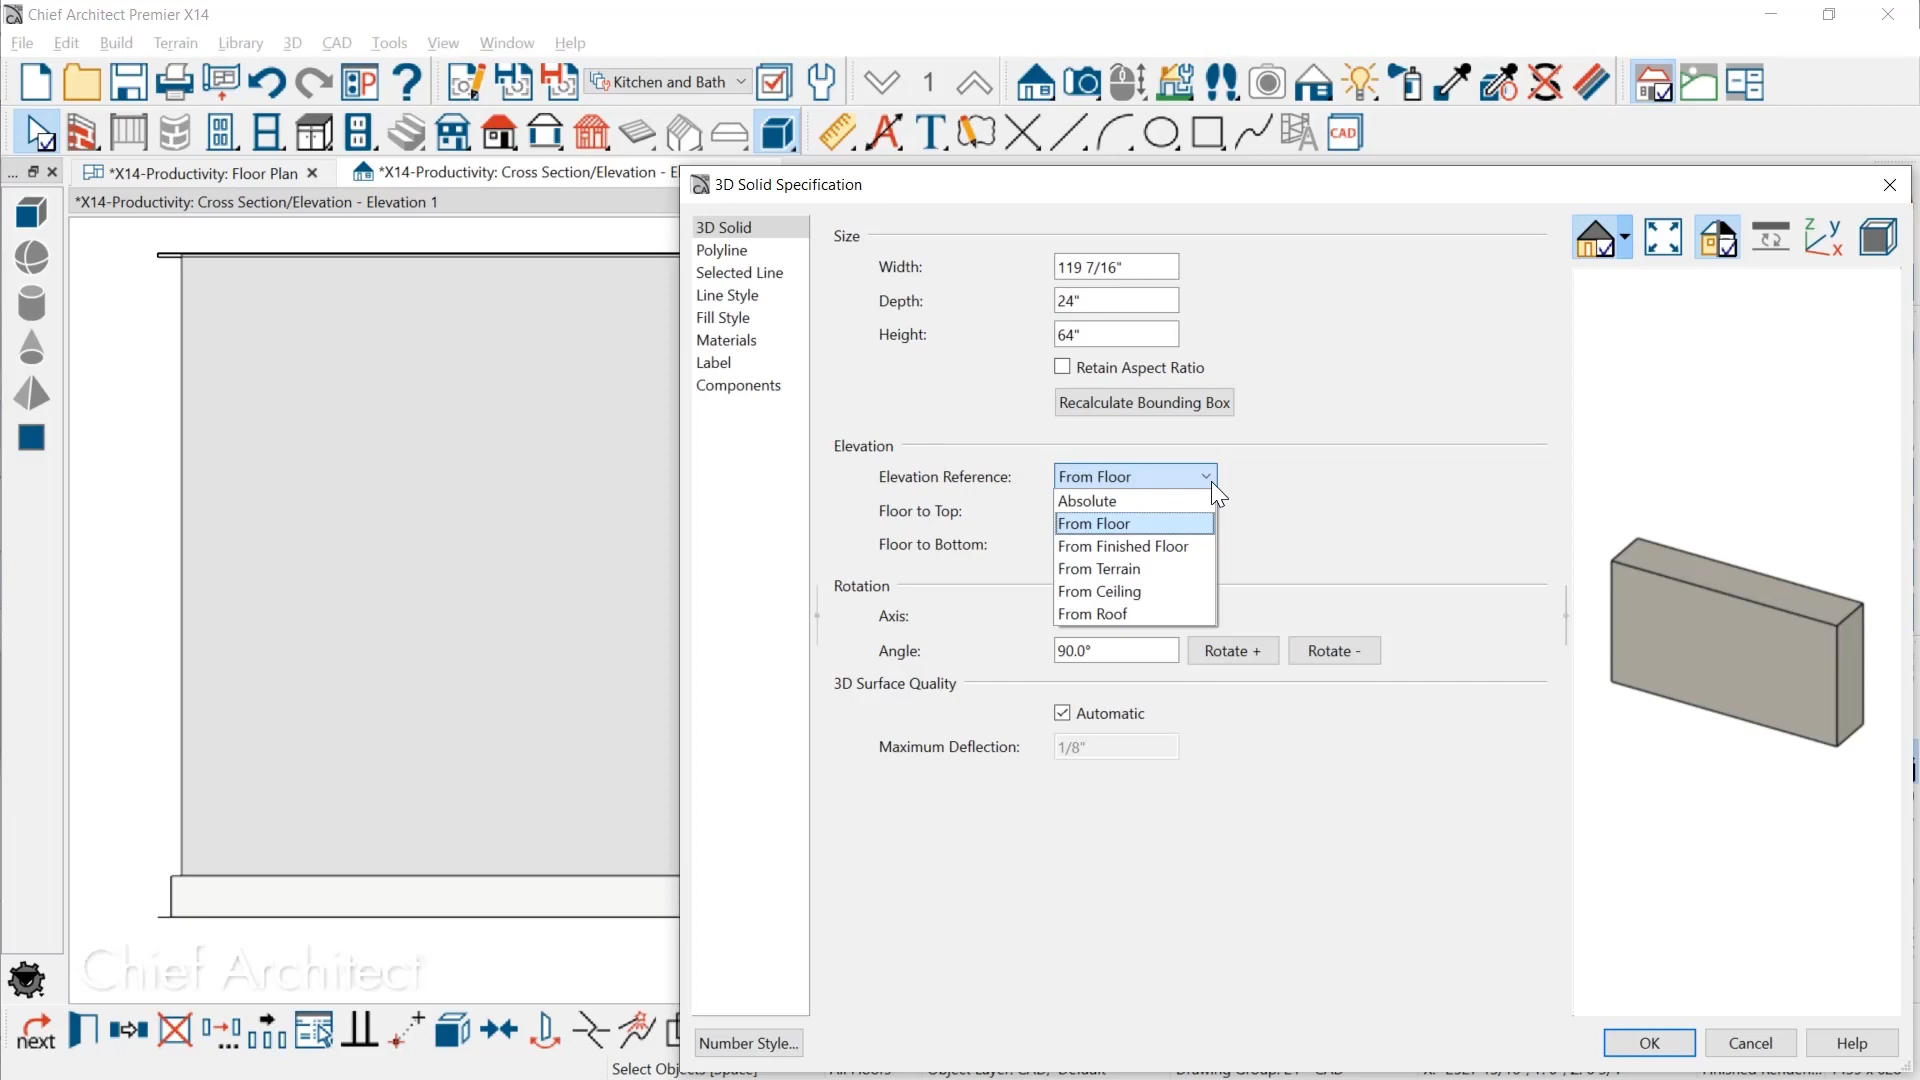 Chief Architect Premier X14
File Edit Build Terrain Library 3D CAD Tools View Window Help
Kitchen and Bath
1
CAD
... *X14-Productivity: Floor Plan *X14-Productivity: Cross Section/Elevation - El
*X14-Productivity: Cross Section/Elevation - Elevation 1
3D Solid Specification
3D Solid
Polyline
Selected Line
Line Style
Fill Style
Materials
Label
Components
Size
Width: 119 7/16"
Depth: 24"
Height: 64"
Retain Aspect Ratio
Recalculate Bounding Box
Elevation
Elevation Reference: From Floor
Absolute
Floor to Top:
From Floor
Floor to Bottom:
From Finished Floor
From Terrain
From Ceiling
From Roof
Rotation
Axis:
Angle: 90.0° Rotate + Rotate -
3D Surface Quality
Automatic
Maximum Deflection: 1/8"
Z y x
Chief Architect
next
Number Style... OK Cancel Help
Select